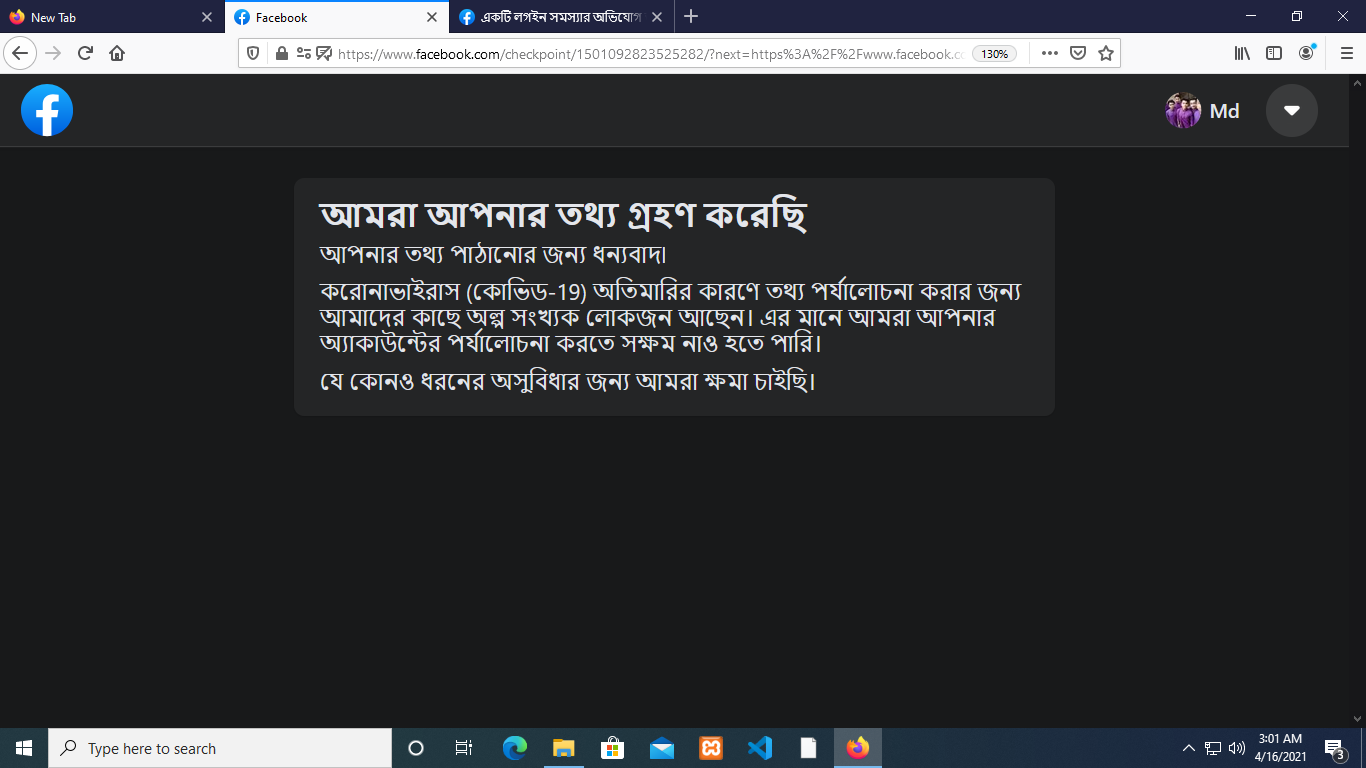 New Tab
Facebook
একটি লগইন সমস্যার অভিযোগ
https://www.facebook.com/checkpoint/1501092823525282/?next=https%3A%2F%2Fwww.facebook.c
130%
Md
আমরা আপনার তথ্য গ্রহণ করেছি
আপনার তথ্য পাঠানোর জন্য ধন্যবাদ৷
করোনাভাইরাস (কোভিড-19) অতিমারির কারণে তথ্য পর্যালোচনা করার জন্য
আমাদের কাছে অল্প সংখ্যক লোকজন আছেন। এর মানে আমরা আপনার
অ্যাকাউন্টের পর্যালোচনা করতে সক্ষম নাও হতে পারি।
যে কোনও ধরনের অসুবিধার জন্য আমরা ক্ষমা চাইছি।
Type here to search
3:01 AM
4/16/2021
3